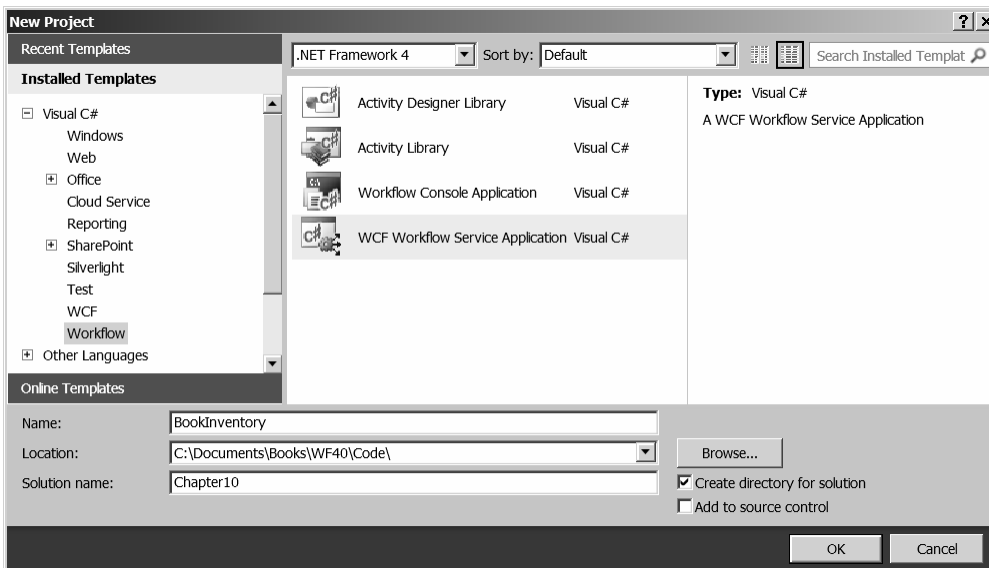 New Project
Recent Templates
.NET Framework 4 Sort by: Default Search Installed Templat
Installed Templates
Visual C#
Windows
Web
Office
Cloud Service
Reporting
SharePoint
Silverlight
Test
WCF
Workflow
Other Languages
Online Templates
Activity Designer Library Visual C#
Activity Library Visual C#
Workflow Console Application Visual C#
WCF Workflow Service Application Visual C#
Type: Visual C#
A WCF Workflow Service Application
Name: BookInventory
Location: C:\Documents\Books\WF40\Code\ Browse...
Solution name: Chapter10
Create directory for solution
Add to source control
OK Cancel